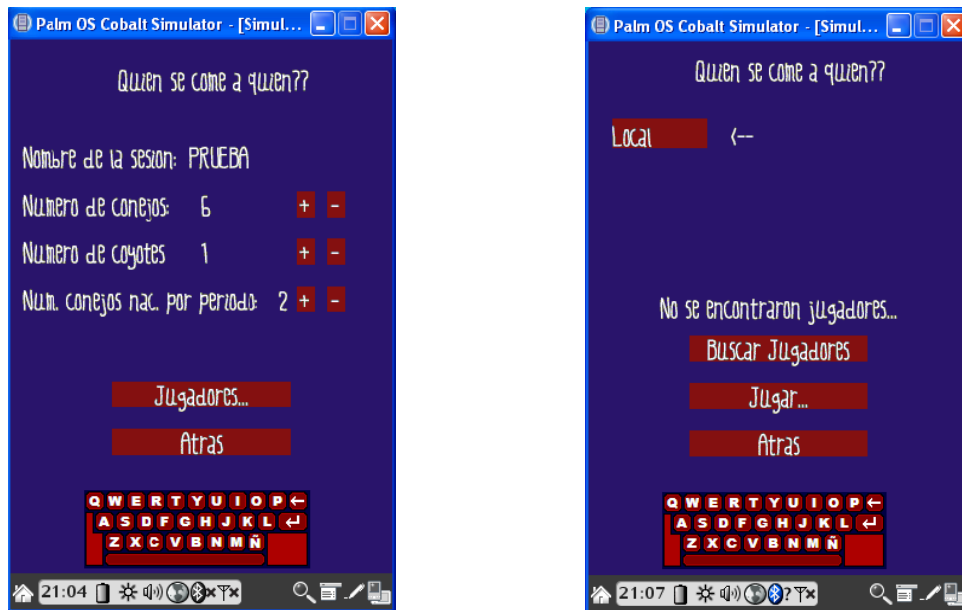 Palm OS Cobalt Simulator - [Simul...
Quien se come a quien??
Nombre de la sesion: PRUEBA
Numero de conejos: 6 + -
Numero de coyotes 1 + -
Num. conejos nac. por periodo: 2 + -
Jugadores...
Atras
Q W E R T Y U I O P ←
A S D F G H J K L ↵
Z X C V B N M Ñ
21:04
Palm OS Cobalt Simulator - [Simul...
Quien se come a quien??
Local <--
No se encontraron jugadores...
Buscar Jugadores
Jugar...
Atras
Q W E R T Y U I O P ←
A S D F G H J K L ↵
Z X C V B N M Ñ
21:07 ?